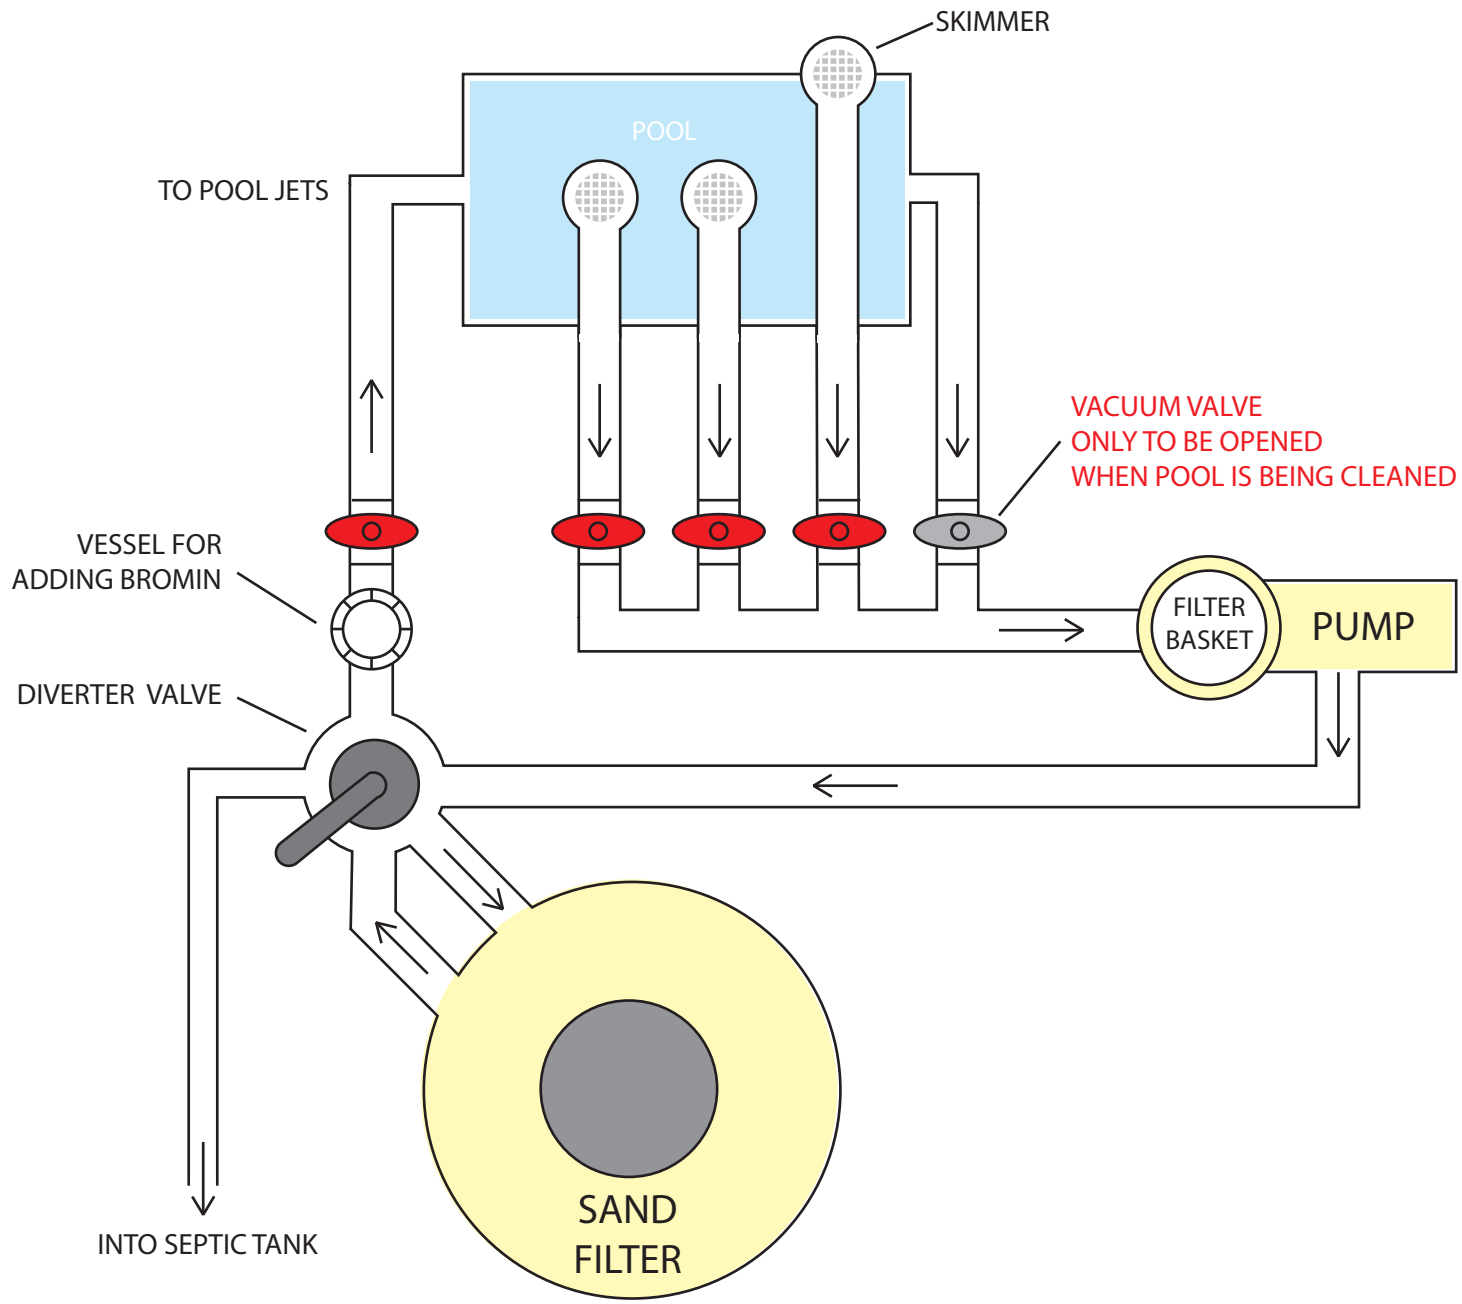 SKIMMER
POOL
TO POOL JETS
VACUUM VALVE
ONLY TO BE OPENED
WHEN POOL IS BEING CLEANED
VESSEL FOR
ADDING BROMIN
FILTER
BASKET
PUMP
DIVERTER VALVE
SAND
FILTER
INTO SEPTIC TANK